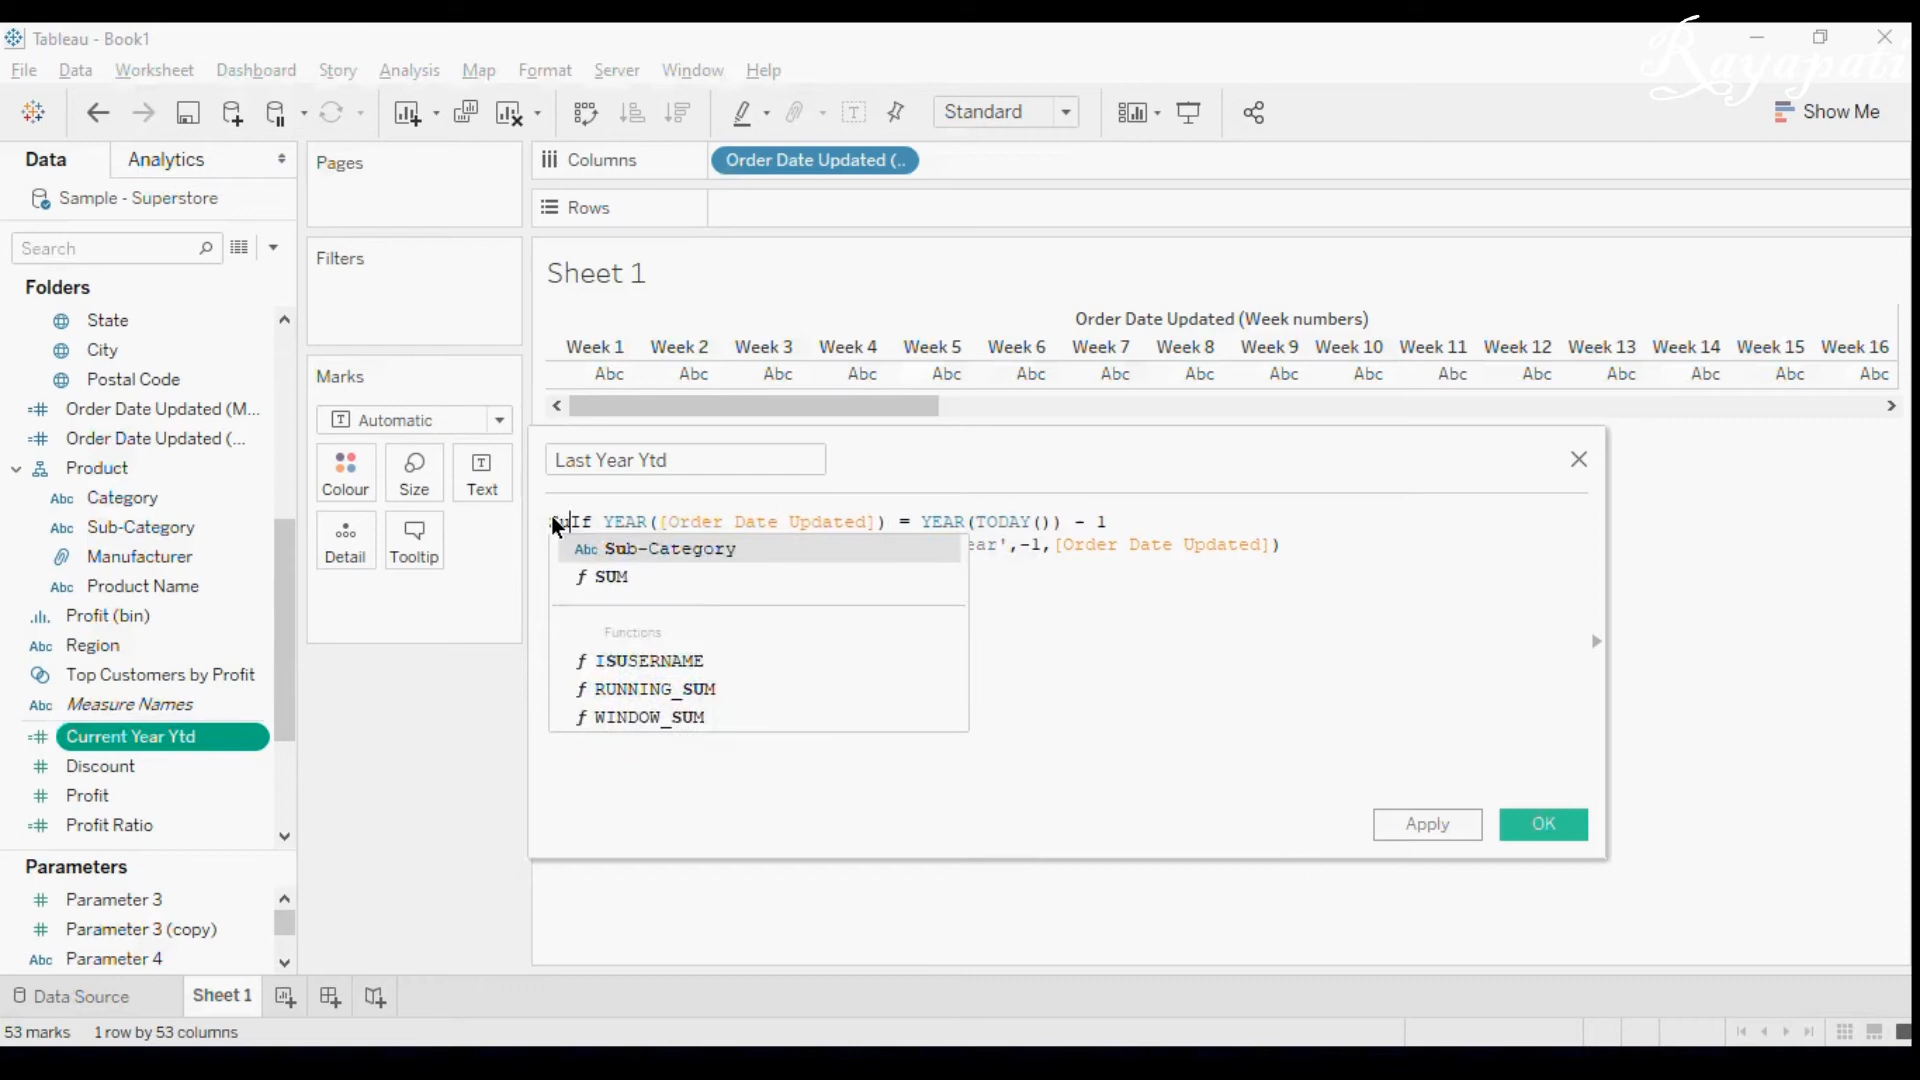 Rayapati
Tableau - Book1
File Data Worksheet Dashboard Story Analysis Map Format Server Window Help
Standard
Show Me
Data Analytics
Sample - Superstore
Search
Folders
State
City
Postal Code
Order Date Updated (M...
Order Date Updated (...
Product
Abc Category
Abc Sub-Category
Manufacturer
Abc Product Name
Profit (bin)
Abc Region
Top Customers by Profit
Abc Measure Names
Current Year Ytd
Discount
Profit
Profit Ratio
Parameters
Parameter 3
Parameter 3 (copy)
Abc Parameter 4
Pages
Filters
Marks
Automatic
Colour Size Text
Detail Tooltip
Columns Order Date Updated (..
Rows
Sheet 1
Order Date Updated (Week numbers)
Week 1 Week 2 Week 3 Week 4 Week 5 Week 6 Week 7 Week 8 Week 9 Week 10 Week 11 Week 12 Week 13 Week 14 Week 15 Week 16
Abc Abc Abc Abc Abc Abc Abc Abc Abc Abc Abc Abc Abc Abc Abc Abc
Last Year Ytd
SuIf YEAR([Order Date Updated]) = YEAR(TODAY()) - 1
ear',-1,[Order Date Updated])
Abc Sub-Category
f SUM
Functions
f ISUSERNAME
f RUNNING_SUM
f WINDOW_SUM
Apply OK
Data Source Sheet 1
53 marks 1 row by 53 columns